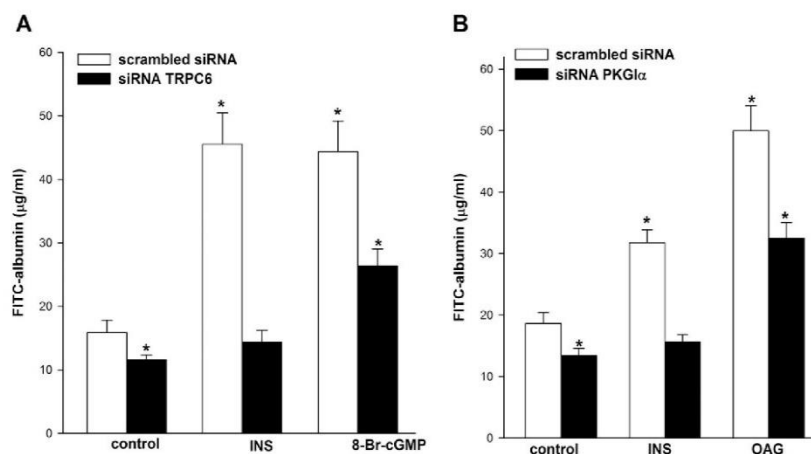 A
scrambled siRNA
siRNA TRPC6
FITC-albumin (µg/ml)
60
50
40
30
20
10
0
*
*
*
*
control
INS
8-Br-cGMP
B
scrambled siRNA
siRNA PKGIα
FITC-albumin (µg/ml)
60
50
40
30
20
10
0
*
*
*
*
control
INS
OAG